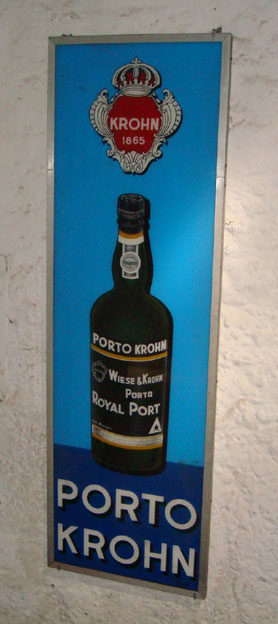 KROHN
1865
PORTO KROHN
WIESE & KROHN
PORTO
ROYAL PORT
PORTO
KROHN